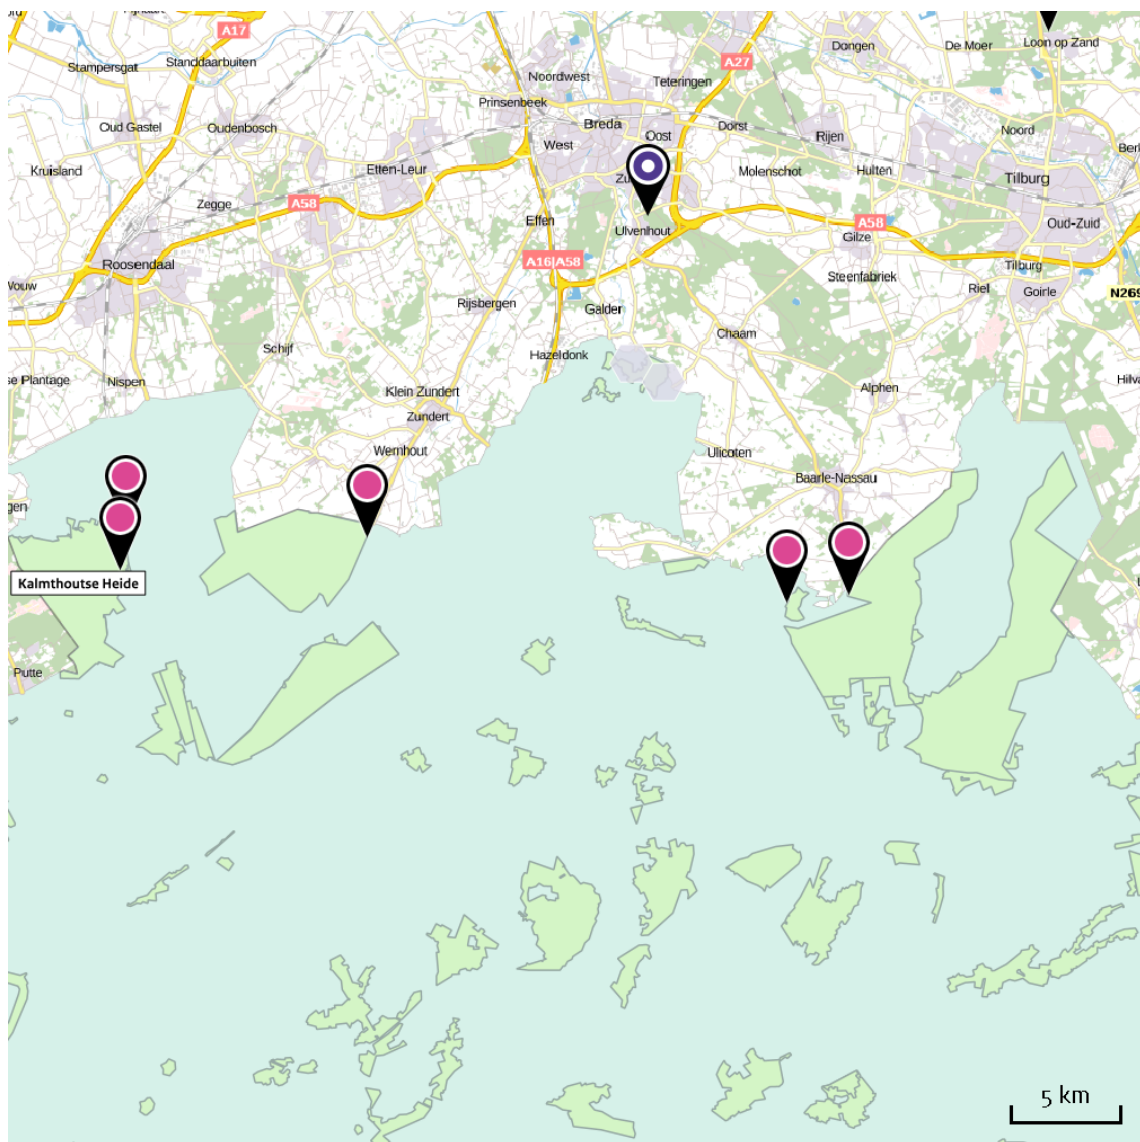 A17
Stampersgat
Standdaarbuiten
Noordwest
A27
Teteringen
Dongen
De Moer
Loon op Zand
Prinsenbeek
Oud Gastel
Oudenbosch
Breda
Oost
Dorst
Rijen
Noord
Kruisland
Etten-Leur
West
Molenschot
Hulten
Tilburg
Zegge
A58
Effen
Ulvenhout
A58
Gilze
Oud-Zuid
Roosendaal
A16|A58
Steenfabriek
Tilburg
Riel
Goirle
N269
Rijsbergen
Galder
Chaam
Schijf
Hazeldonk
Nispen
Klein Zundert
Alphen
Zundert
Wernhout
Ulicoten
Baarle-Nassau
Kalmthoutse Heide
Putte
5 km